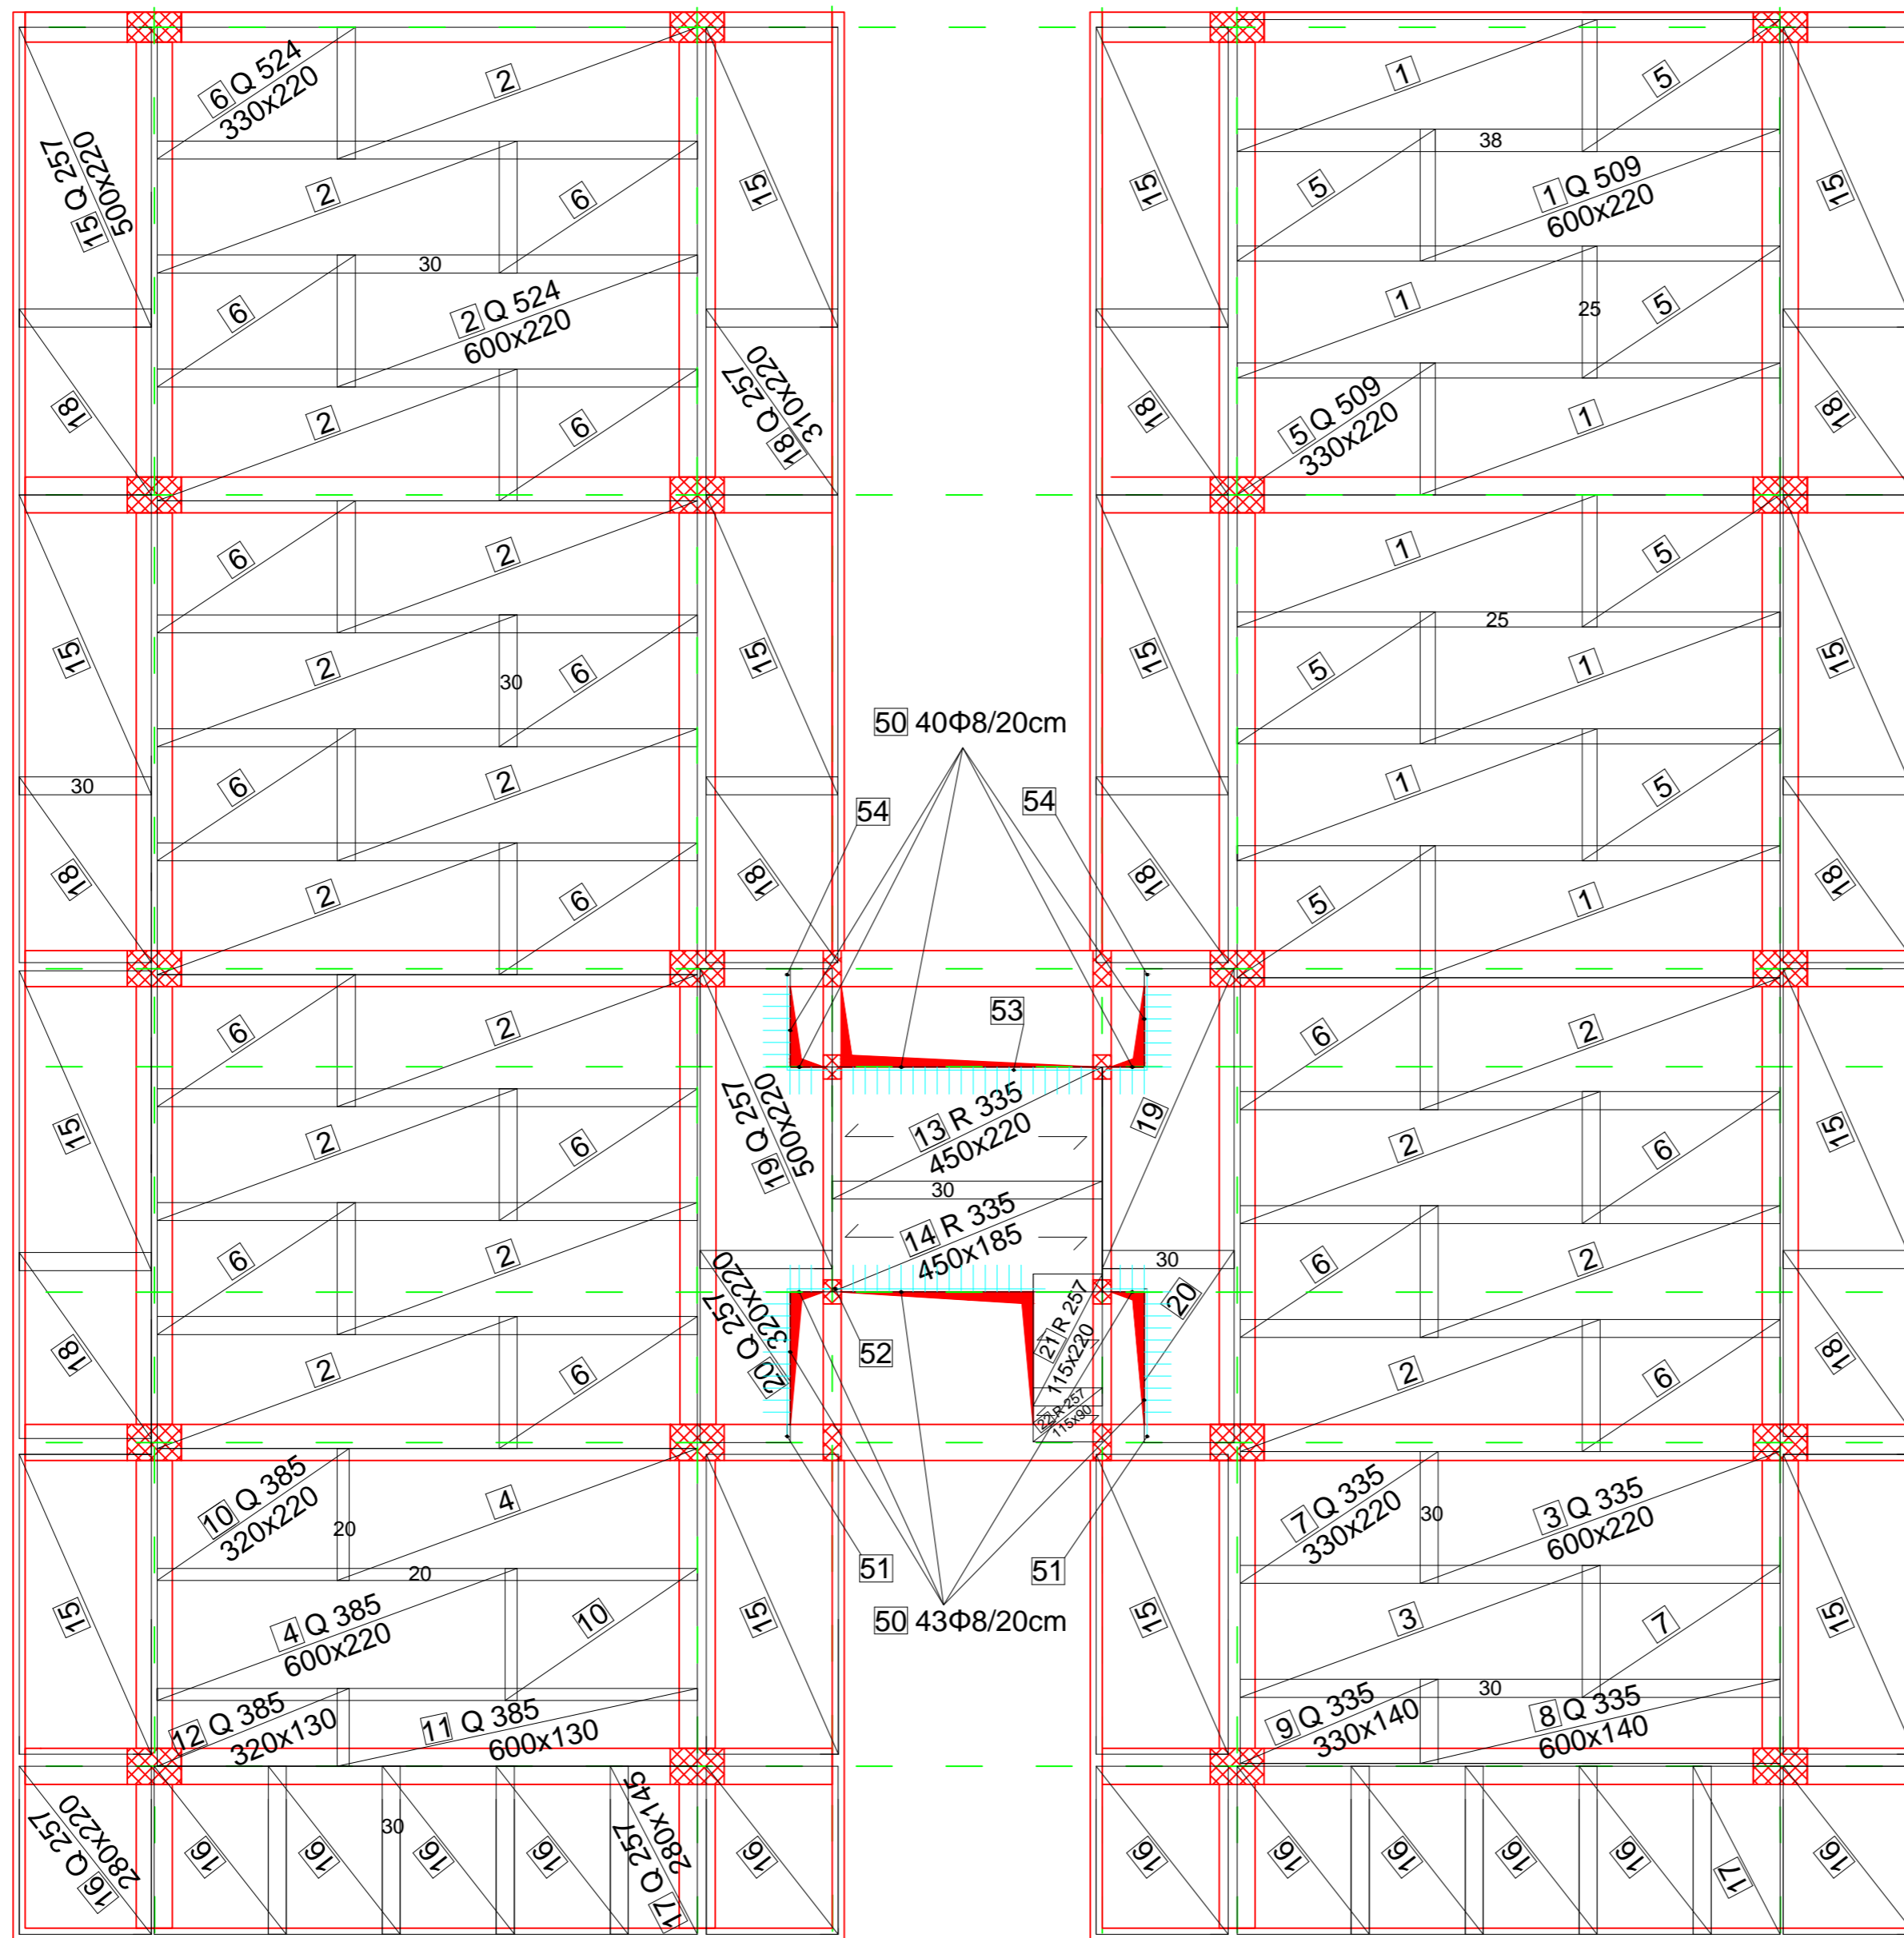 6 Q 524
330x220
2
1
5
15 Q 257
500x220
2
6
15
38
5
1 Q 509
600x220
15
15
30
6
2 Q 524
600x220
1
25
5
18
2
6
18 Q 257
310x220
18
5 Q 509
330x220
1
18
6
2
1
5
15
2
30
6
15
15
25
5
1
15
50 40Φ8/20cm
30
6
2
54
54
1
5
18
2
6
18
18
5
1
18
6
2
53
6
2
15
2
6
19 Q 257
500x220
13 R 335
450x220
19
2
6
15
30
6
2
14 R 335
450x185
30
6
2
18
2
6
20 Q 257
320x220
52
21 R 257
115x220
20
2
6
18
22 R 257
115x90
10 Q 385
320x220
20
4
7 Q 335
330x220
30
3 Q 335
600x220
20
51
51
15
4 Q 385
600x220
10
15
50 43Φ8/20cm
15
3
7
15
12 Q 385
320x130
11 Q 385
600x130
30
9 Q 335
330x140
8 Q 335
600x140
30
16 Q 257
280x220
16
16
16
16
17 Q 257
280x145
16
16
16
16
16
16
17
16